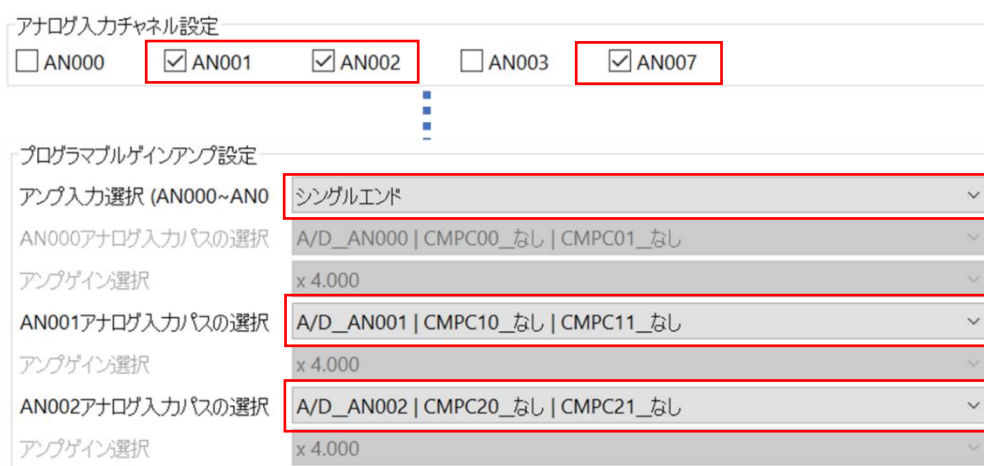 アナログ入力チャネル設定
AN000 AN001 AN002 AN003 AN007
プログラマブルゲインアンプ設定
アンプ入力選択 (AN000~AN0 シングルエンド
AN000アナログ入力パスの選択 A/D__AN000 | CMPC00__なし | CMPC01__なし
アンプゲイン選択 x 4.000
AN001アナログ入力パスの選択 A/D__AN001 | CMPC10__なし | CMPC11__なし
アンプゲイン選択 x 4.000
AN002アナログ入力パスの選択 A/D__AN002 | CMPC20__なし | CMPC21__なし
アンプゲイン選択 x 4.000